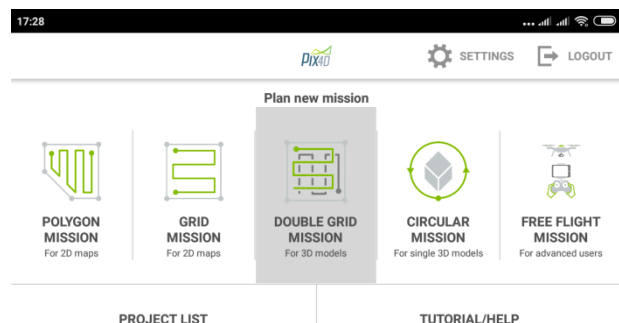 17:28
PIX4D
SETTINGS
LOGOUT
Plan new mission
POLYGON
MISSION
For 2D maps
GRID
MISSION
For 2D maps
DOUBLE GRID
MISSION
For 3D models
CIRCULAR
MISSION
For single 3D models
FREE FLIGHT
MISSION
For advanced users
PROJECT LIST
TUTORIAL/HELP